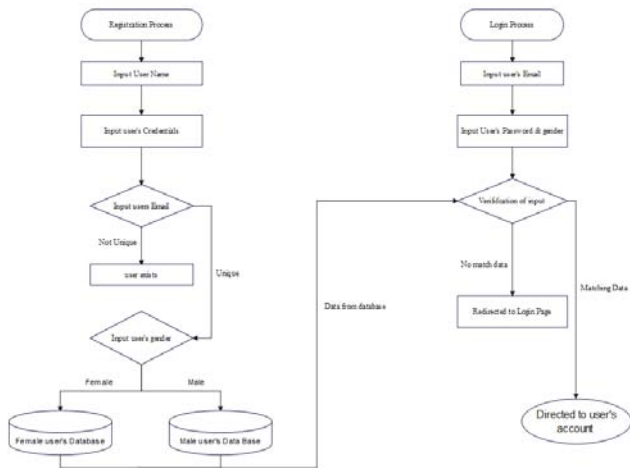 Registration Process
Input User Name
Input user's Credentials
Input users Email
Not Unique
Unique
user exists
Input user's gender
Female
Male
Female user's Database
Male user's Data Base
Data from database
Login Process
Input user's Email
Input User's Password & gender
Verification of input
No match data
Matching Data
Redirected to Login Page
Directed to user's
account